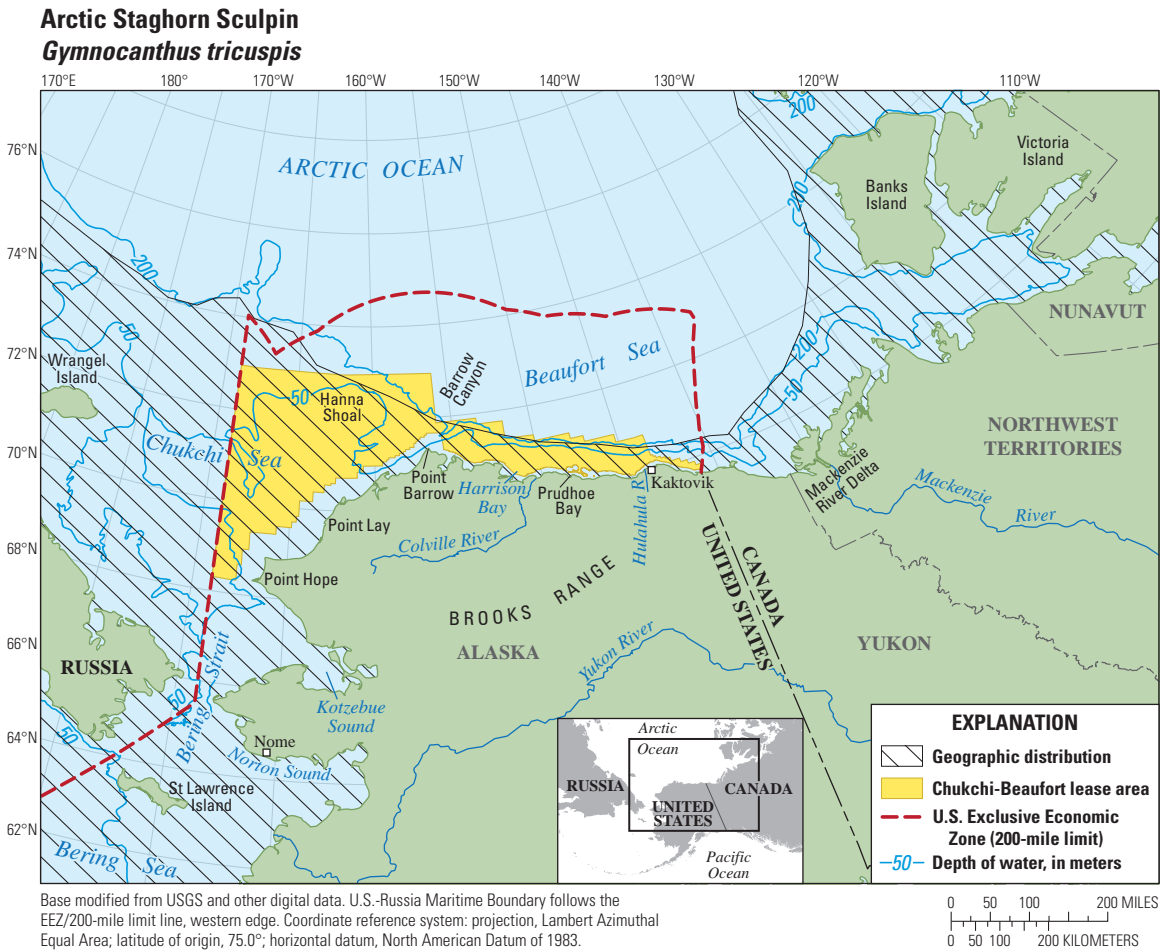 Arctic Staghorn Sculpin
Gymnocanthus tricuspis
170°E
180°
170°W
160°W
150°W
140°W
130°W
120°W
110°W
76°N
74°N
72°N
70°N
68°N
66°N
64°N
62°N
ARCTIC OCEAN
200
200
200
200
50
50
50
50
50
Victoria
Island
Banks
Island
NUNAVUT
Wrangel
Island
Hanna
Shoal
Barrow
Canyon
Beaufort Sea
Chukchi Sea
NORTHWEST
TERRITORIES
Point
Barrow
Harrison
Bay
Prudhoe
Bay
Hulahula R
Kaktovik
Mackenzie
River Delta
Mackenzie
River
Point Lay
Colville River
Point Hope
BROOKS RANGE
CANADA
UNITED STATES
RUSSIA
ALASKA
YUKON
Yukon River
Bering Strait
Kotzebue
Sound
Nome
Norton Sound
St Lawrence
Island
Bering Sea
Arctic
Ocean
RUSSIA
CANADA
UNITED
STATES
Pacific
Ocean
EXPLANATION
Geographic distribution
Chukchi-Beaufort lease area
U.S. Exclusive Economic
Zone (200-mile limit)
50 Depth of water, in meters
Base modified from USGS and other digital data. U.S.-Russia Maritime Boundary follows the
EEZ/200-mile limit line, western edge. Coordinate reference system: projection, Lambert Azimuthal
Equal Area; latitude of origin, 75.0°; horizontal datum, North American Datum of 1983.
0 50 100 200 MILES
0 50 100 200 KILOMETERS